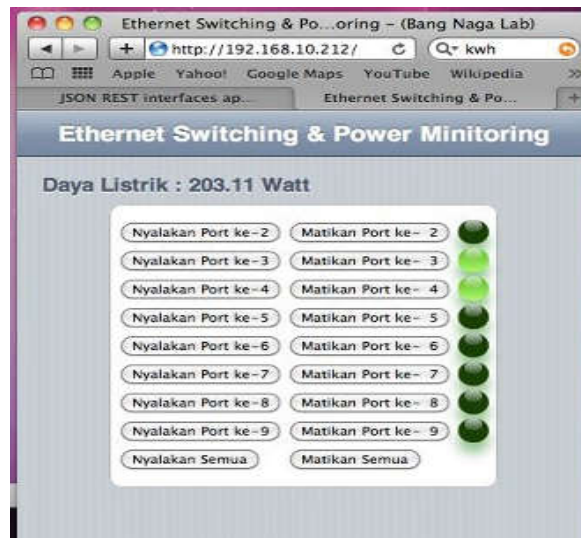 Ethernet Switching & Po...oring – (Bang Naga Lab)
http://192.168.10.212/ kwh
Apple Yahoo! Google Maps YouTube Wikipedia
JSON REST interfaces ap... Ethernet Switching & Po...
Ethernet Switching & Power Minitoring
Daya Listrik : 203.11 Watt
Nyalakan Port ke-2 Matikan Port ke- 2
Nyalakan Port ke-3 Matikan Port ke- 3
Nyalakan Port ke-4 Matikan Port ke- 4
Nyalakan Port ke-5 Matikan Port ke- 5
Nyalakan Port ke-6 Matikan Port ke- 6
Nyalakan Port ke-7 Matikan Port ke- 7
Nyalakan Port ke-8 Matikan Port ke- 8
Nyalakan Port ke-9 Matikan Port ke- 9
Nyalakan Semua Matikan Semua